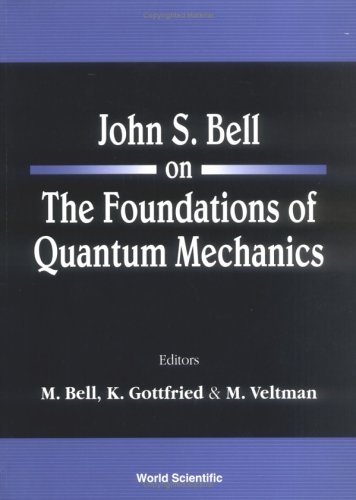 John S. Bell
on
The Foundations of
Quantum Mechanics
Editors
M. Bell, K. Gottfried & M. Veltman
World Scientific